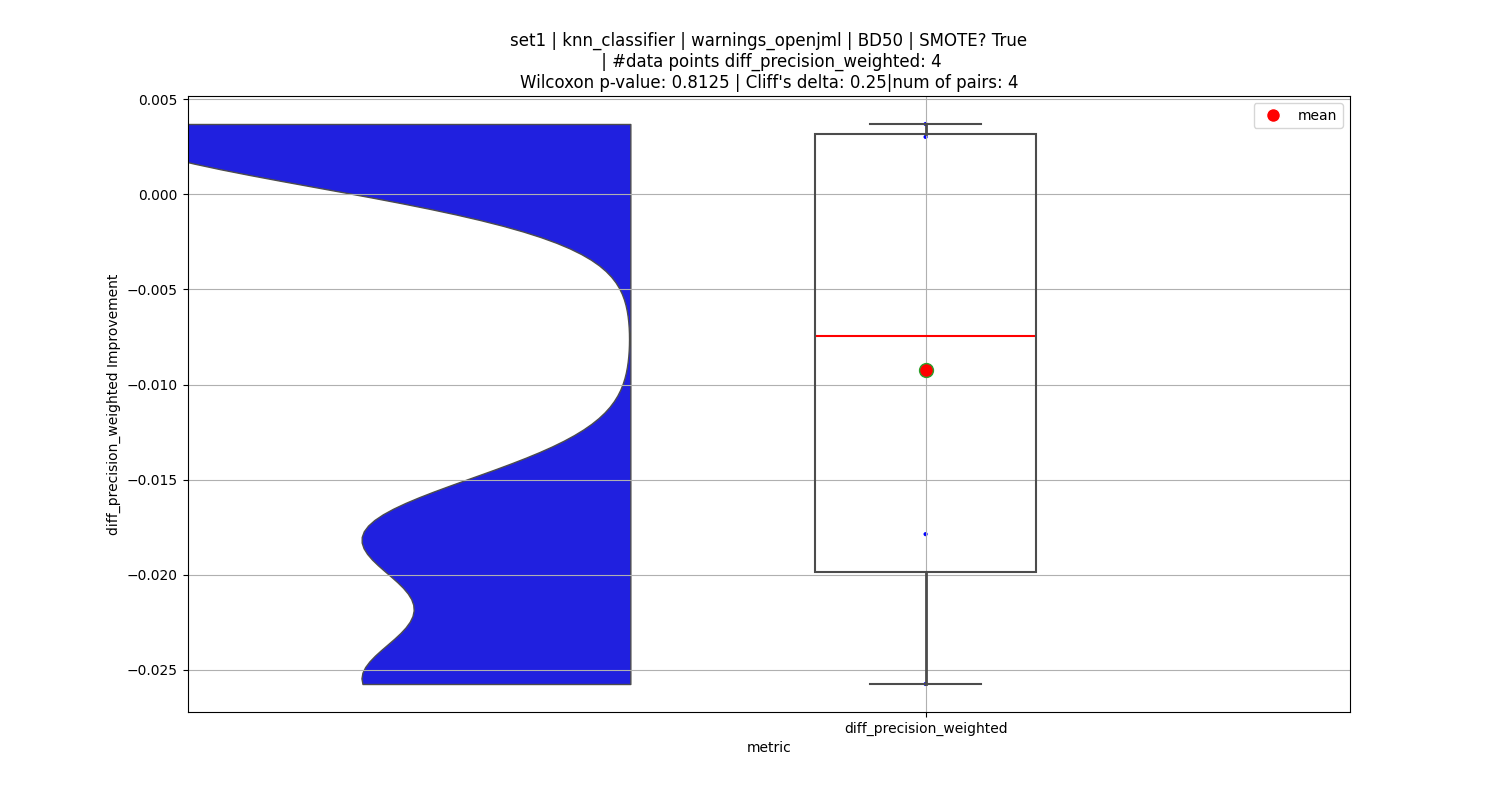 set1 | knn_classifier | warnings_openjml | BD50 | SMOTE? True
| #data points diff_precision_weighted: 4
Wilcoxon p-value: 0.8125 | Cliff's delta: 0.25|num of pairs: 4
mean
0.005
0.000
−0.005
−0.010
−0.015
−0.020
−0.025
diff_precision_weighted Improvement
diff_precision_weighted
metric